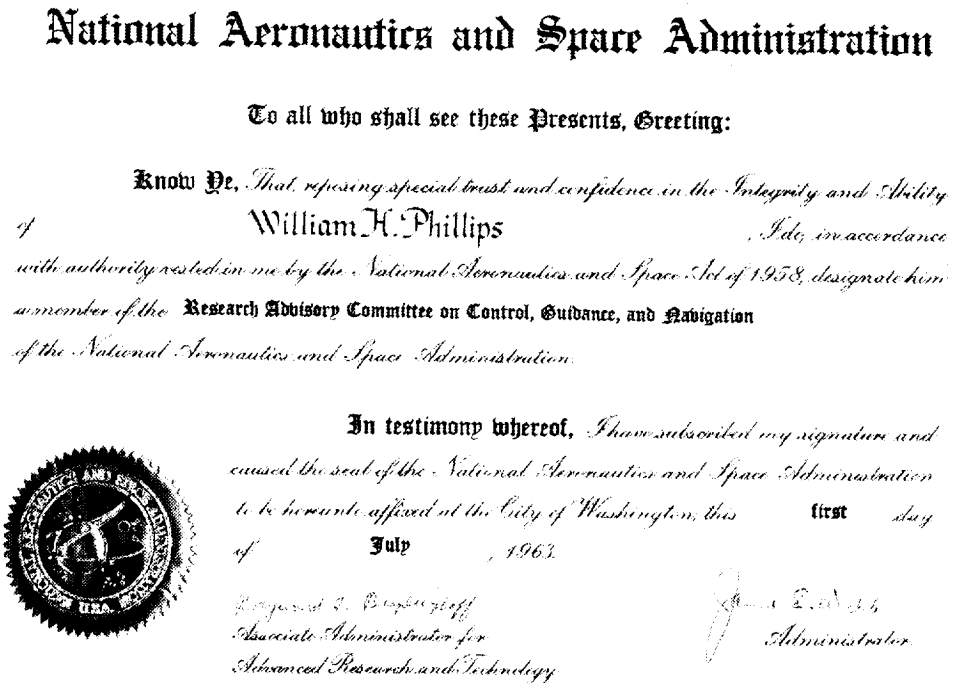 National Aeronautics and Space Administration
To all who shall see these Presents, Greeting:
Know Ye, That, reposing special trust and confidence in the Integrity and Ability
of William H. Phillips, I do, in accordance
with authority vested in me by the National Aeronautics and Space Act of 1958, designate him
a member of the Research Advisory Committee on Control, Guidance, and Navigation
of the National Aeronautics and Space Administration.
In testimony whereof, I have subscribed my signature and
caused the seal of the National Aeronautics and Space Administration
to be hereunto affixed at the City of Washington, this first day
of July, 1963.
NATIONAL AERONAUTICS AND SPACE ADMINISTRATION
U.S.A.
Associate Administrator for
Advanced Research and Technology
Administrator